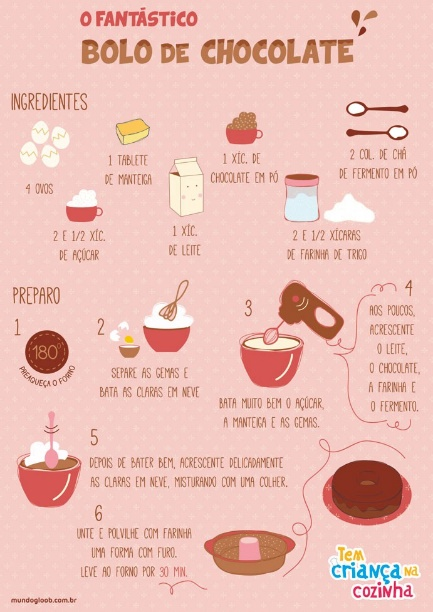 O FANTÁSTICO
BOLO DE CHOCOLATE
INGREDIENTES
4 OVOS
1 TABLETE
DE MANTEIGA
1 XÍC. DE
CHOCOLATE EM PÓ
2 COL. DE CHÁ
DE FERMENTO EM PÓ
2 E 1/2 XÍC.
DE AÇÚCAR
1 XÍC.
DE LEITE
2 E 1/2 XÍCARAS
DE FARINHA DE TRIGO
PREPARO
1
180°
PREAQUEÇA O FORNO
2
SEPARE AS GEMAS E
BATA AS CLARAS EM NEVE
3
BATA MUITO BEM O AÇÚCAR,
A MANTEIGA E AS GEMAS.
4
AOS POUCOS,
ACRESCENTE
O LEITE,
O CHOCOLATE,
A FARINHA E
O FERMENTO.
5
DEPOIS DE BATER BEM, ACRESCENTE DELICADAMENTE
AS CLARAS EM NEVE, MISTURANDO COM UMA COLHER.
6
UNTE E POLVILHE COM FARINHA
UMA FORMA COM FURO.
LEVE AO FORNO POR 30 MIN.
mundogloob.com.br
Tem
CRIANÇA NA
COZINHA